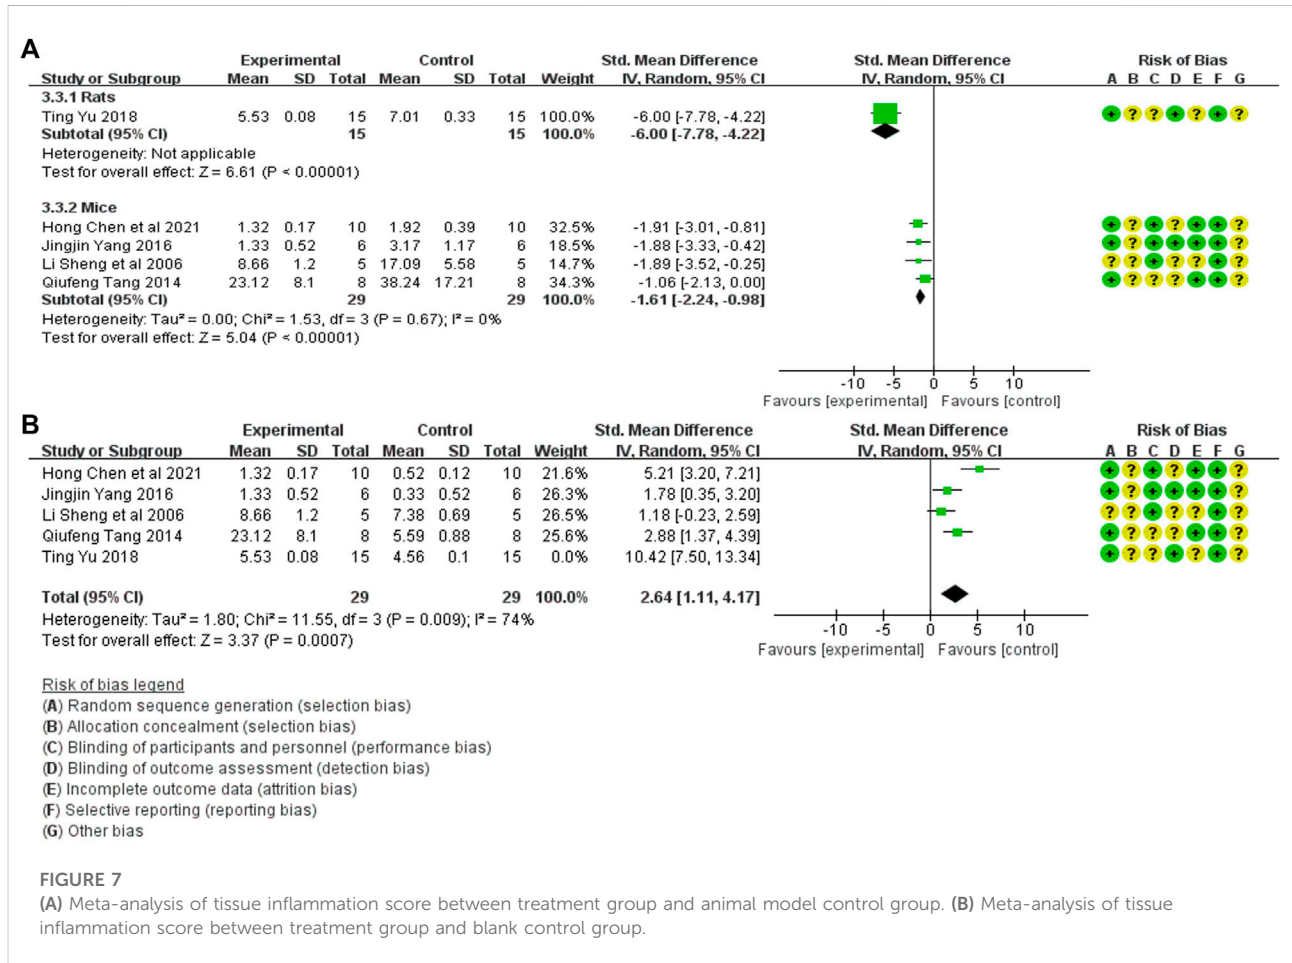 A
Experimental Control Std. Mean Difference Std. Mean Difference Risk of Bias
Study or Subgroup Mean SD Total Mean SD Total Weight IV, Random, 95% CI IV, Random, 95% CI A B C D E F G
3.3.1 Rats
Ting Yu 2018 5.53 0.08 15 7.01 0.33 15 100.0% -6.00 [-7.78, -4.22] + ? ? + ? + ?
Subtotal (95% CI) 15 15 100.0% -6.00 [-7.78, -4.22]
Heterogeneity: Not applicable
Test for overall effect: Z = 6.61 (P < 0.00001)
3.3.2 Mice
Hong Chen et al 2021 1.32 0.17 10 1.92 0.39 10 32.5% -1.91 [-3.01, -0.81] + ? + ? + + ?
Jingjin Yang 2016 1.33 0.52 6 3.17 1.17 6 18.5% -1.88 [-3.33, -0.42] + ? + + + + ?
Li Sheng et al 2006 8.66 1.2 5 17.09 5.58 5 14.7% -1.89 [-3.52, -0.25] ? ? + ? ? + ?
Qiufeng Tang 2014 23.12 8.1 8 38.24 17.21 8 34.3% -1.06 [-2.13, 0.00] + ? ? ? + + ?
Subtotal (95% CI) 29 29 100.0% -1.61 [-2.24, -0.98]
Heterogeneity: Tau² = 0.00; Chi² = 1.53, df = 3 (P = 0.67); I² = 0%
Test for overall effect: Z = 5.04 (P < 0.00001)
-10 -5 0 5 10
Favours [experimental] Favours [control]
B
Experimental Control Std. Mean Difference Std. Mean Difference Risk of Bias
Study or Subgroup Mean SD Total Mean SD Total Weight IV, Random, 95% CI IV, Random, 95% CI A B C D E F G
Hong Chen et al 2021 1.32 0.17 10 0.52 0.12 10 21.6% 5.21 [3.20, 7.21] + ? + ? + + ?
Jingjin Yang 2016 1.33 0.52 6 0.33 0.52 6 26.3% 1.78 [0.35, 3.20] + ? + + + + ?
Li Sheng et al 2006 8.66 1.2 5 7.38 0.69 5 26.5% 1.18 [-0.23, 2.59] ? ? + ? ? + ?
Qiufeng Tang 2014 23.12 8.1 8 5.59 0.88 8 25.6% 2.88 [1.37, 4.39] + ? ? ? + + ?
Ting Yu 2018 5.53 0.08 15 4.56 0.1 15 0.0% 10.42 [7.50, 13.34] + ? ? + ? + ?
Total (95% CI) 29 29 100.0% 2.64 [1.11, 4.17]
Heterogeneity: Tau² = 1.80; Chi² = 11.55, df = 3 (P = 0.009); I² = 74%
Test for overall effect: Z = 3.37 (P = 0.0007)
-10 -5 0 5 10
Favours [experimental] Favours [control]
Risk of bias legend
(A) Random sequence generation (selection bias)
(B) Allocation concealment (selection bias)
(C) Blinding of participants and personnel (performance bias)
(D) Blinding of outcome assessment (detection bias)
(E) Incomplete outcome data (attrition bias)
(F) Selective reporting (reporting bias)
(G) Other bias
FIGURE 7
(A) Meta-analysis of tissue inflammation score between treatment group and animal model control group. (B) Meta-analysis of tissue
inflammation score between treatment group and blank control group.